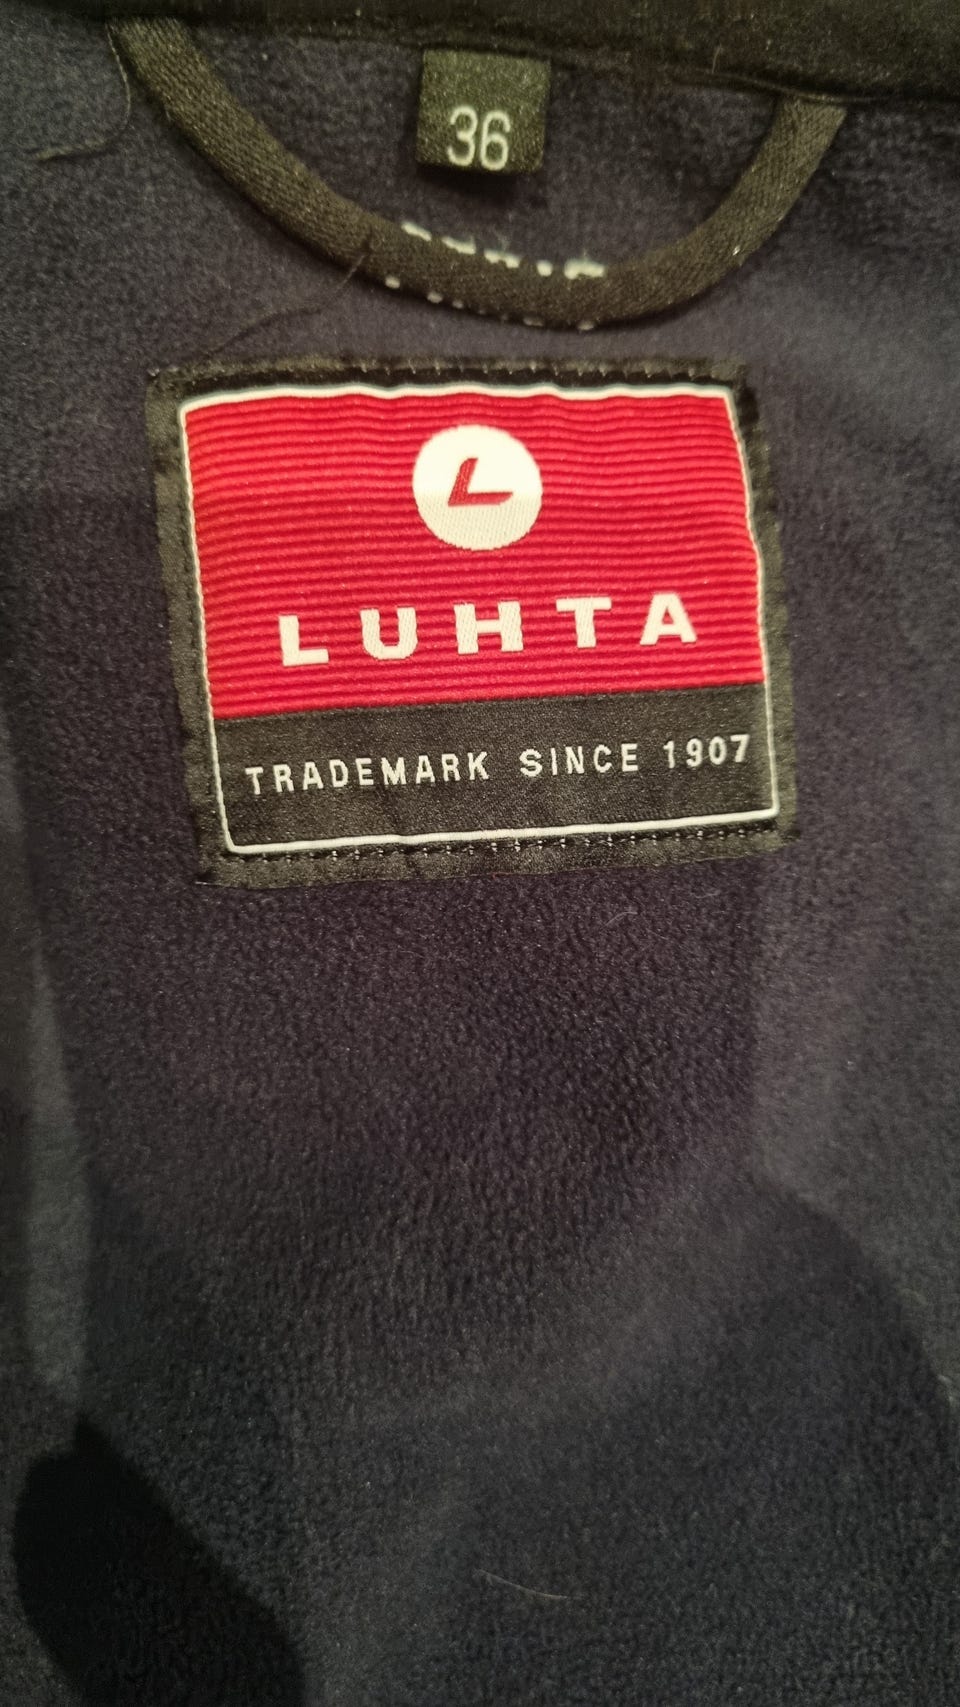 36
L
LUHTA
TRADEMARK SINCE 1907